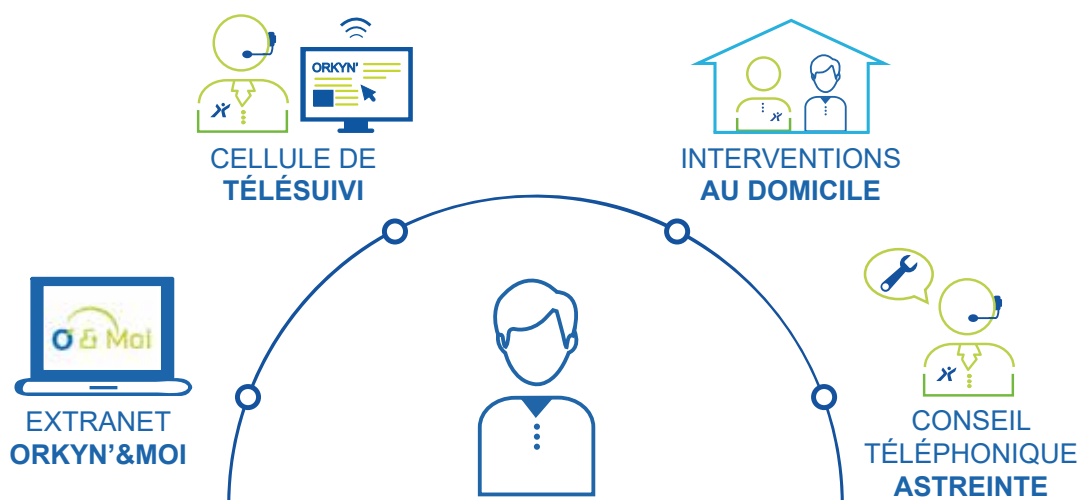 ORKYN'
CELLULE DE
TÉLÉSUIVI
INTERVENTIONS
AU DOMICILE
O & Moi
EXTRANET
ORKYN’&MOI
CONSEIL
TÉLÉPHONIQUE
ASTREINTE